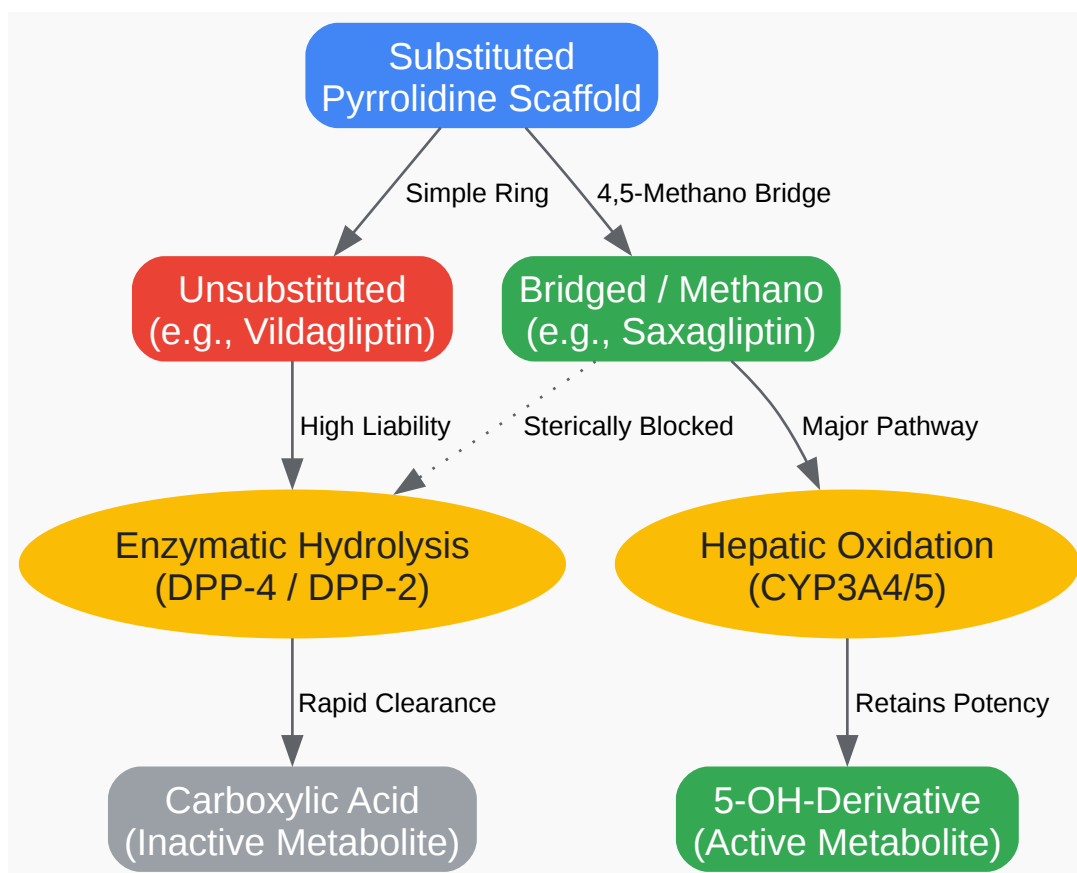 Substituted
Pyrrolidine Scaffold
Simple Ring
4,5-Methano Bridge
Unsubstituted
(e.g., Vildagliptin)
Bridged / Methano
(e.g., Saxagliptin)
High Liability
Sterically Blocked
Major Pathway
Enzymatic Hydrolysis
(DPP-4 / DPP-2)
Hepatic Oxidation
(CYP3A4/5)
Rapid Clearance
Retains Potency
Carboxylic Acid
(Inactive Metabolite)
5-OH-Derivative
(Active Metabolite)